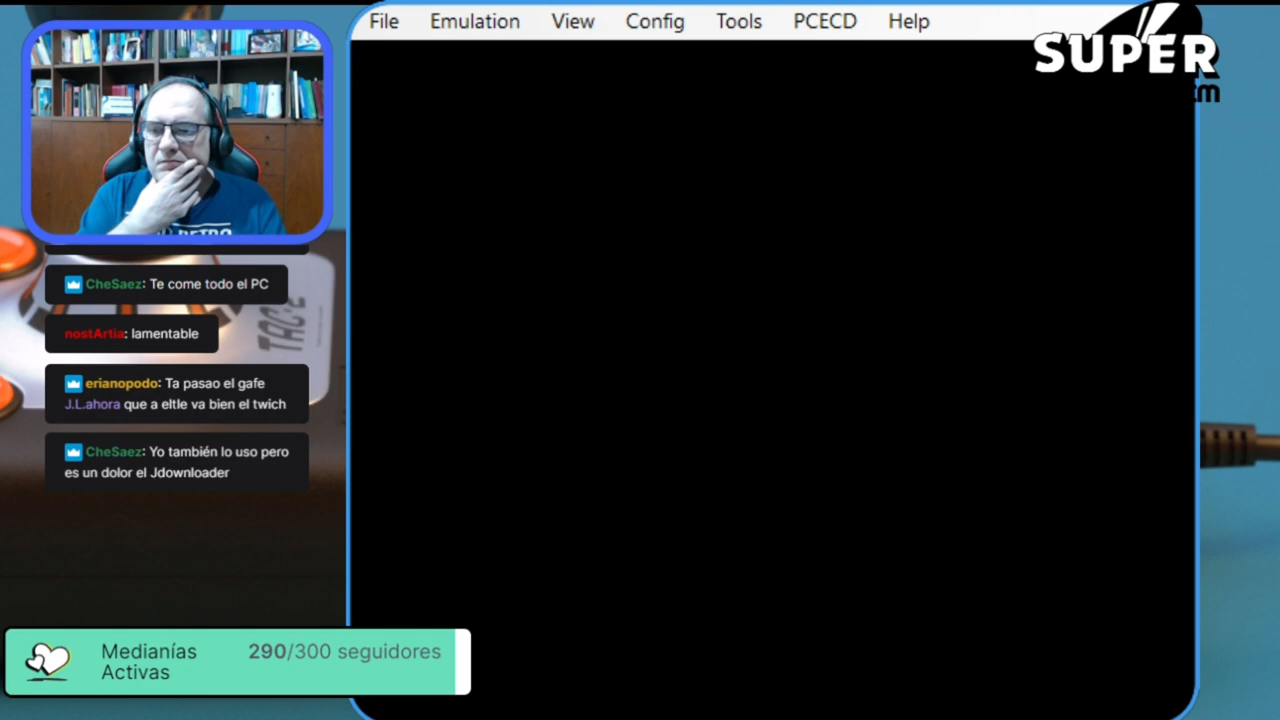 File Emulation View Config Tools PCECD Help
SUPER
CheSaez: Te come todo el PC
nostArtia: lamentable
erianopodo: Ta pasao el gafe
J.L.ahora que a eltle va bien el twich
CheSaez: Yo también lo uso pero
es un dolor el Jdownloader
Medianías
Activas
290/300 seguidores